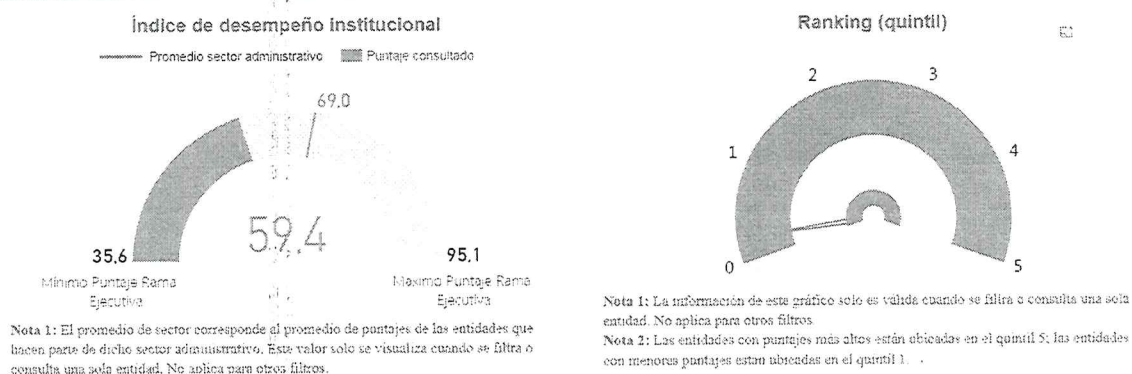 Índice de desempeño institucional
Promedio sector administrativo Puntaje consultado
69.0
59.4
35,6
Mínimo Puntaje Rama
Ejecutiva
95.1
Maximo Puntaje Rama
Ejecutiva
Nota 1: El promedio de sector corresponde al promedio de puntajes de las entidades que
hacen parte de dicho sector administrativo. Este valor solo se visualiza cuando se filtra o
consulta una sola entidad. No aplica para otros filtros.
Ranking (quintil)
2
3
1
4
0
5
Nota 1: La información de este gráfico solo es válida cuando se filtra o consulta una sola
entidad. No aplica para otros filtros
Nota 2: Las entidades con puntajes más altos están ubicadas en el quintil 5; las entidades
con menores puntajes estan ubicadas en el quintil 1.